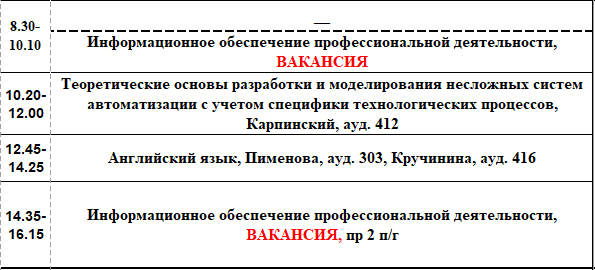 8.30-
10.10
—
Информационное обеспечение профессиональной деятельности,
ВАКАНСИЯ
10.20-
12.00
Теоретические основы разработки и моделирования несложных систем
автоматизации с учетом специфики технологических процессов,
Карпинский, ауд. 412
12.45-
14.25
Английский язык, Пименова, ауд. 303, Кручинина, ауд. 416
14.35-
16.15
Информационное обеспечение профессиональной деятельности,
ВАКАНСИЯ, пр 2 п/г